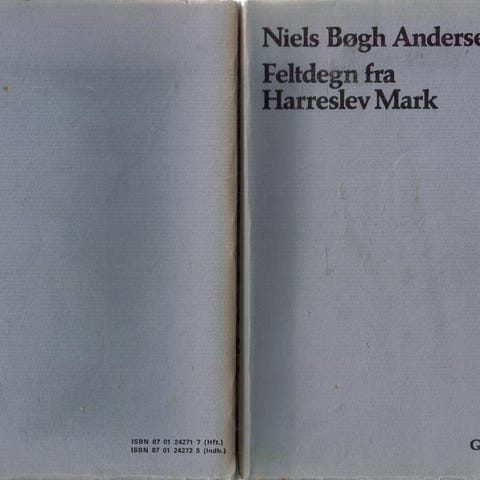 Niels Bøgh Anderse
Feltdegn fra
Harreslev Mark
ISBN 87 01 24271 7 (Hft.)
ISBN 87 01 24272 5 (Indb.)
G